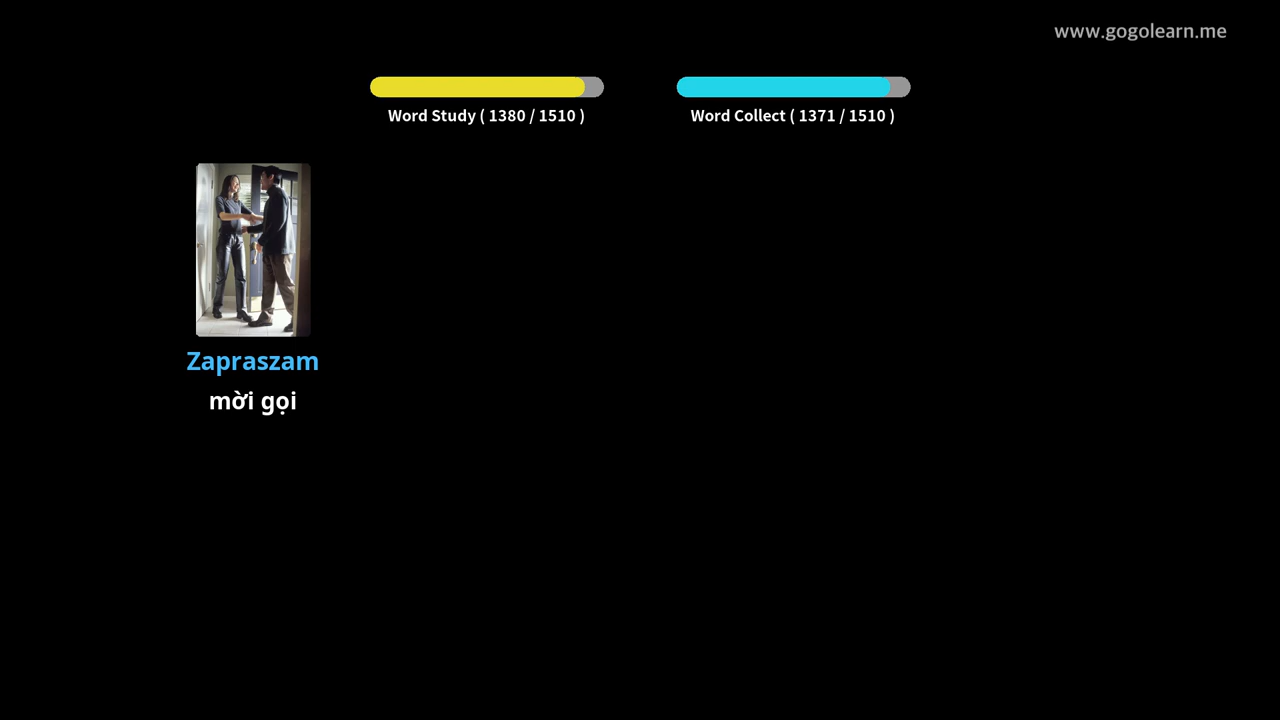 www.gogolearn.me
Word Study ( 1380 / 1510 )
Word Collect ( 1371 / 1510 )
Zapraszam
mời gọi